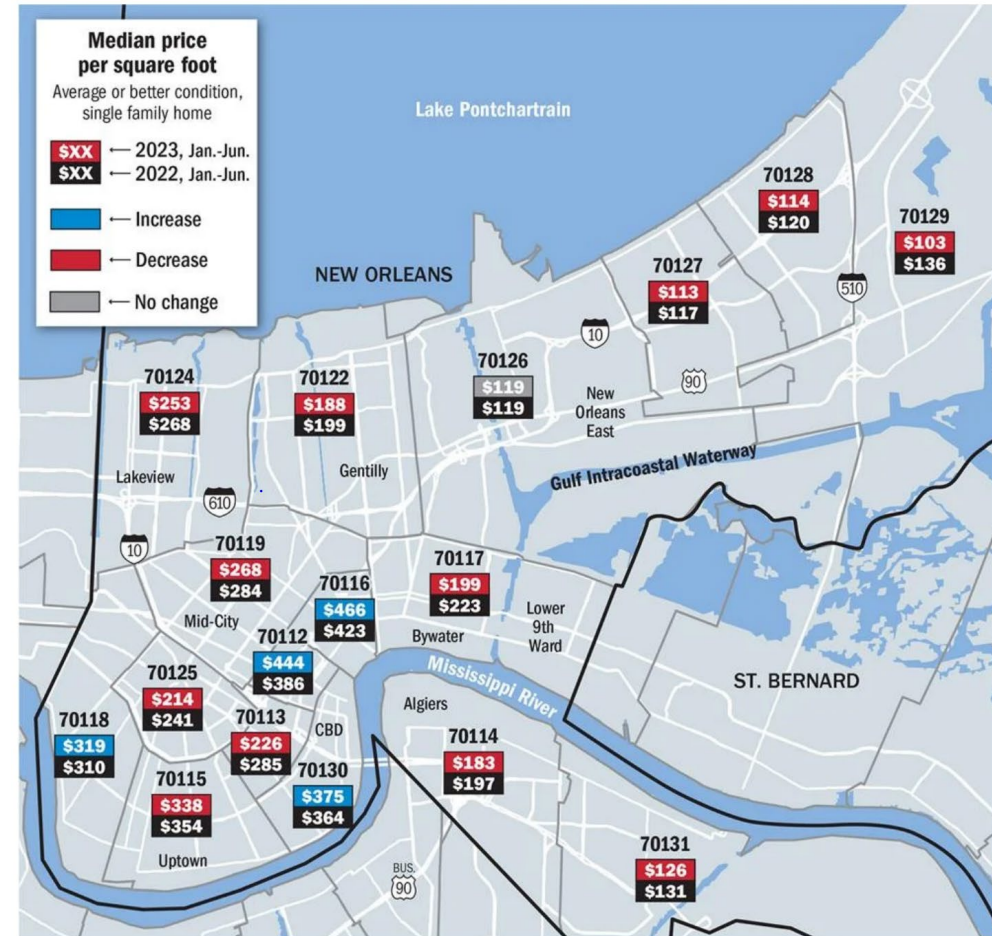 Median price
per square foot
Average or better condition,
single family home
$XX ← 2023, Jan.-Jun.
$XX ← 2022, Jan.-Jun.
← Increase
← Decrease
← No change
Lake Pontchartrain
NEW ORLEANS
70128
$114
$120
70129
$103
$136
70127
$113
$117
510
10
90
70126
$119
$119
New
Orleans
East
70124
$253
$268
70122
$188
$199
Lakeview
Gentilly
610
10
Gulf Intracoastal Waterway
70119
$268
$284
Mid-City
70116
$466
$423
70117
$199
$223
Bywater
Lower
9th
Ward
70112
$444
$386
70125
$214
$241
Mississippi River
ST. BERNARD
Algiers
70118
$319
$310
70113
$226
$285
CBD
70114
$183
$197
70115
$338
$354
70130
$375
$364
Uptown
BUS.
90
70131
$126
$131